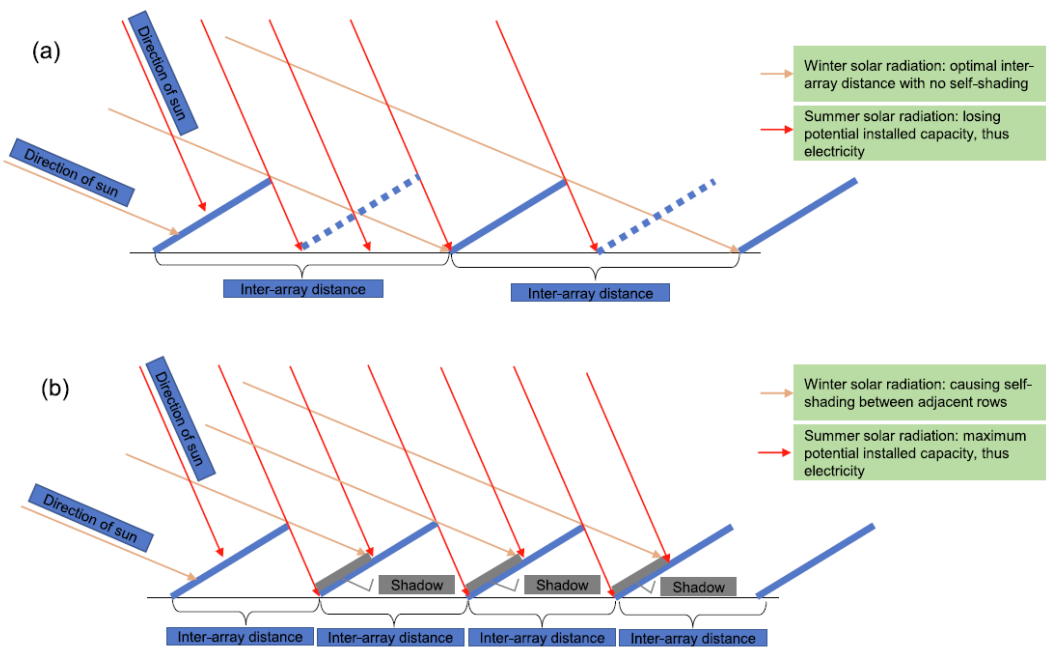 (a)
Direction of sun
Direction of sun
Winter solar radiation: optimal inter-
array distance with no self-shading
Summer solar radiation: losing
potential installed capacity, thus
electricity
Inter-array distance
Inter-array distance
(b)
Direction of sun
Direction of sun
Winter solar radiation: causing self-
shading between adjacent rows
Summer solar radiation: maximum
potential installed capacity, thus
electricity
Shadow
Shadow
Shadow
Inter-array distance
Inter-array distance
Inter-array distance
Inter-array distance